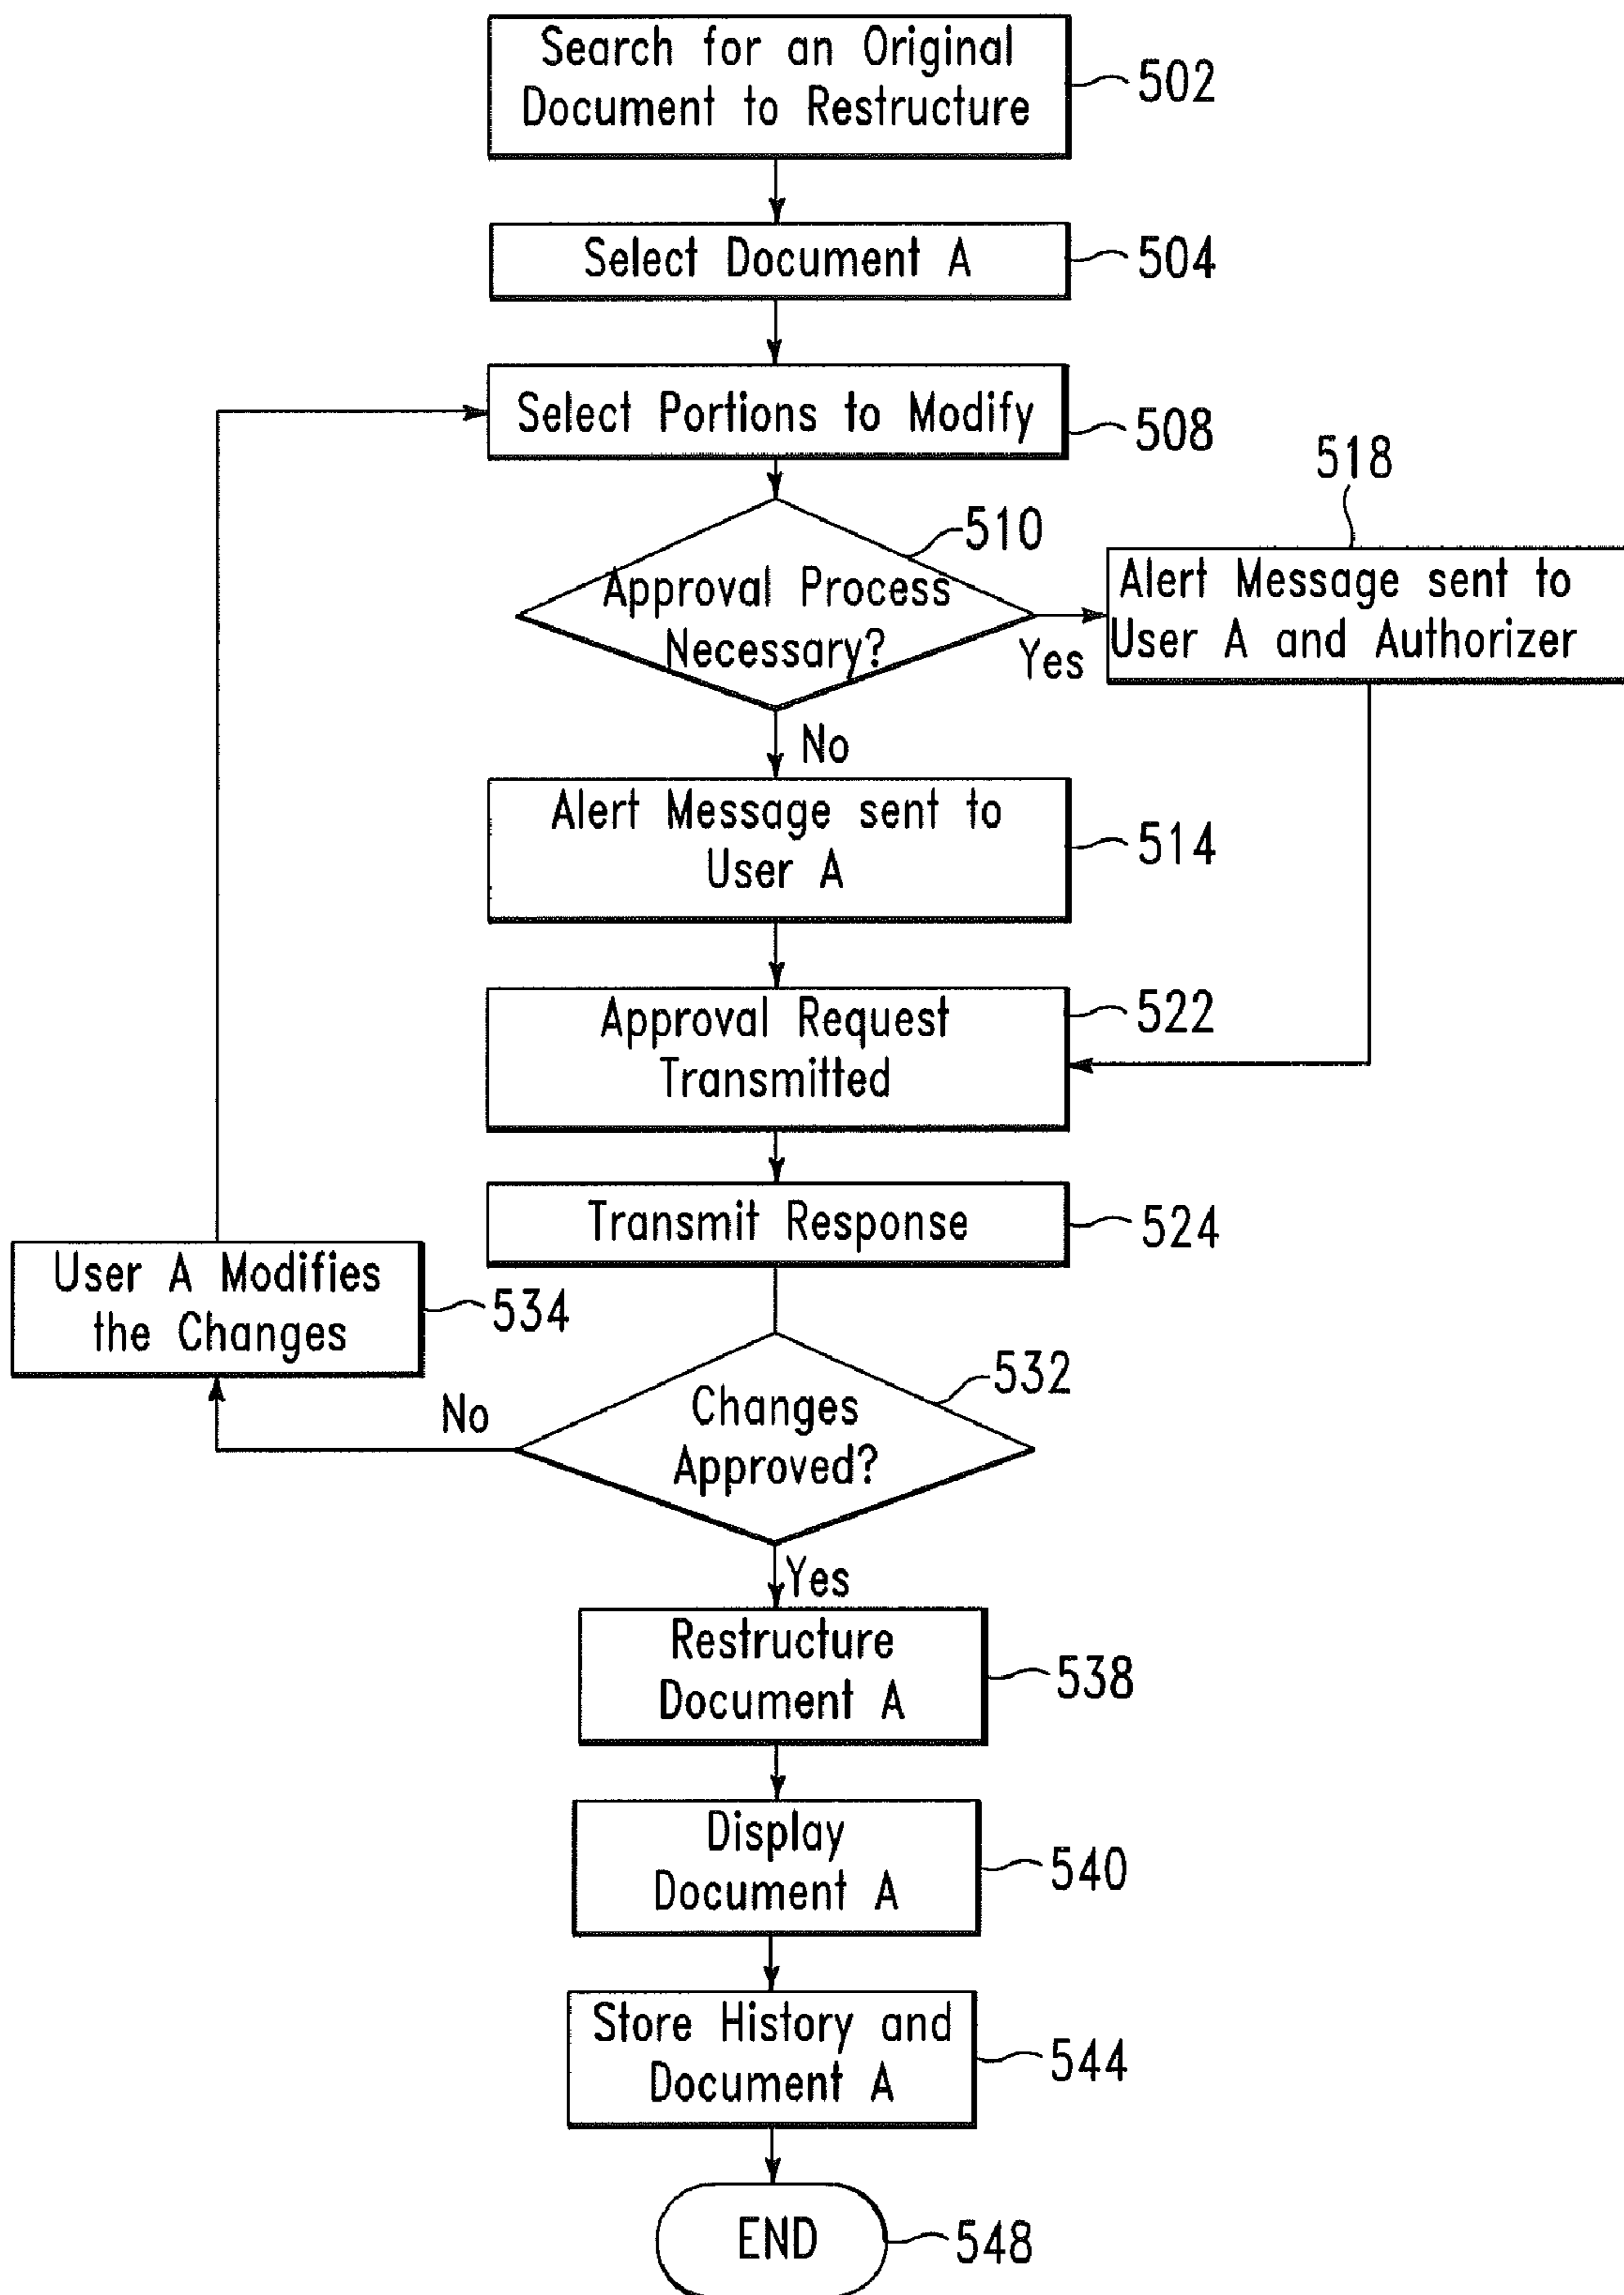 Search for an Original
Document to Restructure
502
Select Document A
504
Select Portions to Modify
508
518
510
Approval Process
Necessary?
Yes
Alert Message sent to
User A and Authorizer
No
Alert Message sent to
User A
514
Approval Request
Transmitted
522
Transmit Response
524
User A Modifies
the Changes
534
532
No
Changes
Approved?
Yes
Restructure
Document A
538
Display
Document A
540
Store History and
Document A
544
END
548